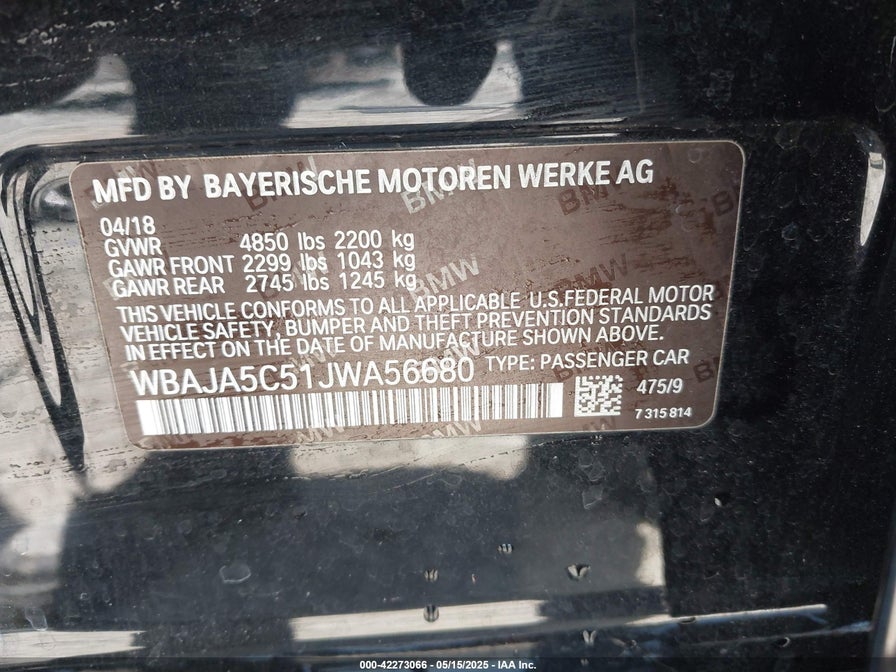 MFD BY BAYERISCHE MOTOREN WERKE AG
04/18
GVWR 4850 lbs 2200 kg
GAWR FRONT 2299 lbs 1043 kg
GAWR REAR 2745 lbs 1245 kg
THIS VEHICLE CONFORMS TO ALL APPLICABLE U.S.FEDERAL MOTOR
VEHICLE SAFETY, BUMPER AND THEFT PREVENTION STANDARDS
IN EFFECT ON THE DATE OF MANUFACTURE SHOWN ABOVE.
WBAJA5C51JWA56680 TYPE: PASSENGER CAR
475/9
7 315 814
000-42273066 - 05/15/2025 - IAA Inc.